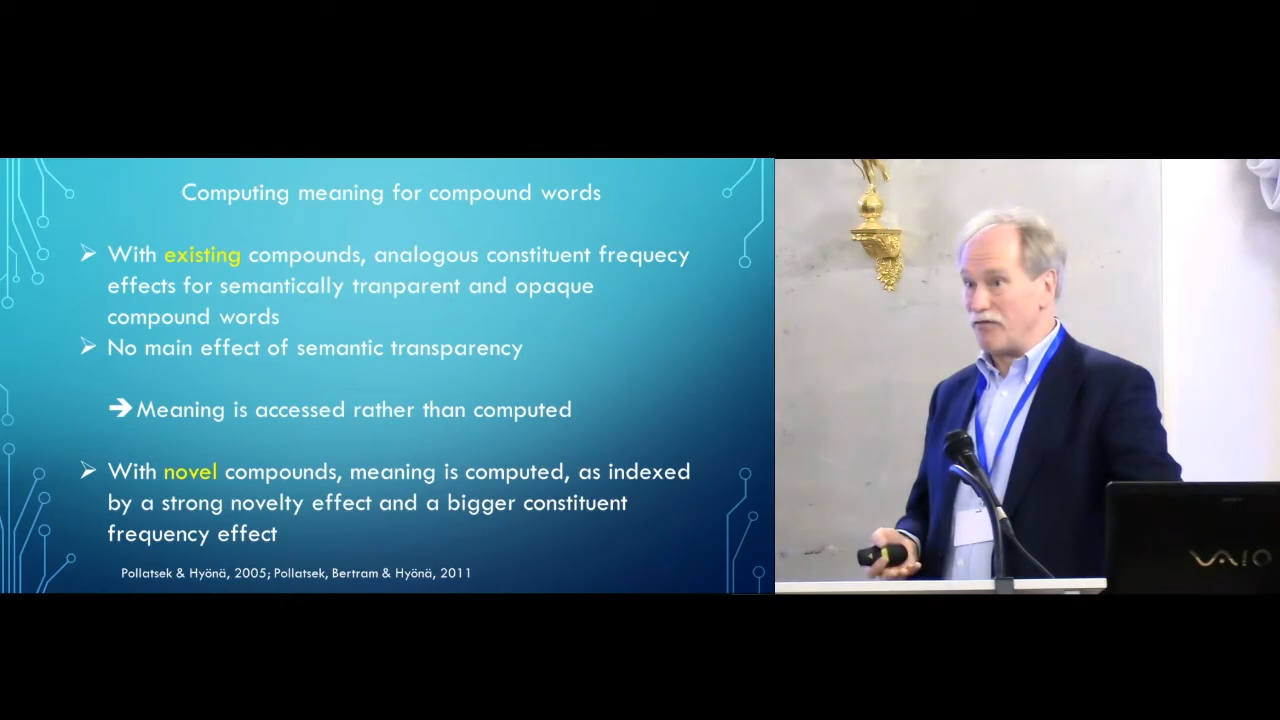 Computing meaning for compound words
With existing compounds, analogous constituent frequecy
effects for semantically tranparent and opaque
compound words
No main effect of semantic transparency
➔ Meaning is accessed rather than computed
With novel compounds, meaning is computed, as indexed
by a strong novelty effect and a bigger constituent
frequency effect
Pollatsek & Hyönä, 2005; Pollatsek, Bertram & Hyönä, 2011
VAIO